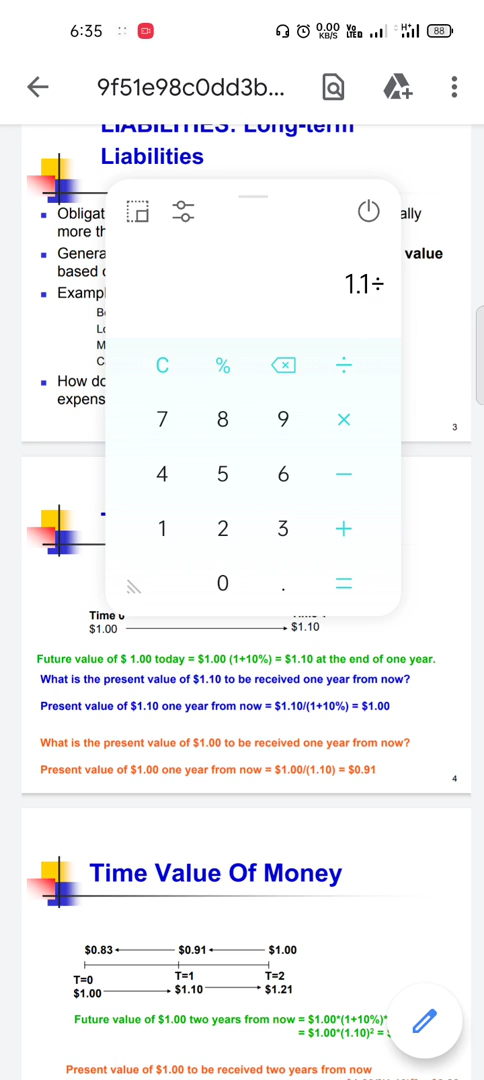 6:35
0.00 KB/S
88
9f51e98c0dd3b...
LIABILITIES: Long-term
Liabilities
Obligat ally
more th
Genera value
based o
Exampl
How do
expens
3
1.1÷
C % ÷
7 8 9 ×
4 5 6 −
1 2 3 +
0 . =
Time 0
$1.00 $1.10
Future value of $ 1.00 today = $1.00 (1+10%) = $1.10 at the end of one year.
What is the present value of $1.10 to be received one year from now?
Present value of $1.10 one year from now = $1.10/(1+10%) = $1.00
What is the present value of $1.00 to be received one year from now?
Present value of $1.00 one year from now = $1.00/(1.10) = $0.91
4
Time Value Of Money
$0.83 $0.91 $1.00
T=0 T=1 T=2
$1.00 $1.10 $1.21
Future value of $1.00 two years from now = $1.00*(1+10%)*
= $1.00*(1.10)² =
Present value of $1.00 to be received two years from now